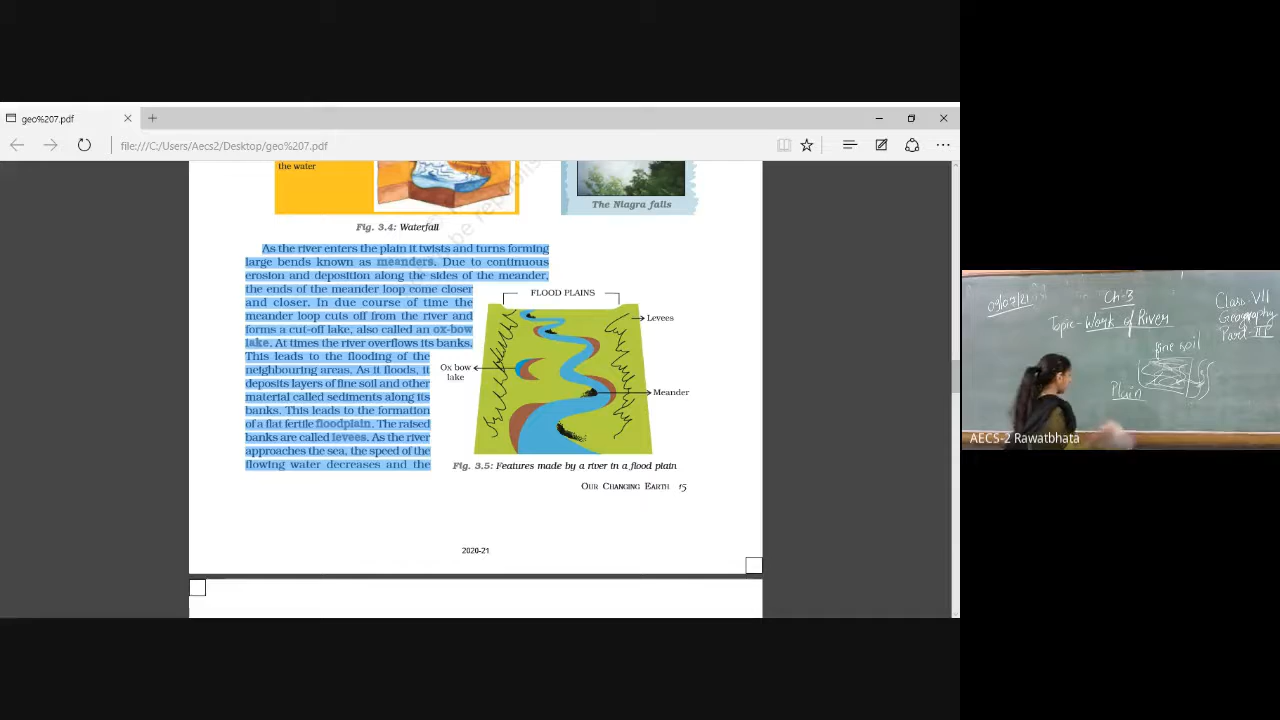 geo%207.pdf
file:///C:/Users/Aecs2/Desktop/geo%207.pdf
the water
be republis
The Niagra falls
Fig. 3.4: Waterfall
As the river enters the plain it twists and turns forming
large bends known as meanders. Due to continuous
erosion and deposition along the sides of the meander,
the ends of the meander loop come closer
and closer. In due course of time the
meander loop cuts off from the river and
forms a cut-off lake, also called an ox-bow
lake. At times the river overflows its banks.
This leads to the flooding of the
neighbouring areas. As it floods, it
deposits layers of fine soil and other
material called sediments along its
banks. This leads to the formation
of a flat fertile floodplain. The raised
banks are called levees. As the river
approaches the sea, the speed of the
flowing water decreases and the
FLOOD PLAINS
Levees
Ox bow
lake
Meander
Fig. 3.5: Features made by a river in a flood plain
OUR CHANGING EARTH 15
2020-21
Ch-3
Topic- Work of River
Class-VII
Geography
Part-II
fine soil
Plain
AECS-2 Rawatbhata